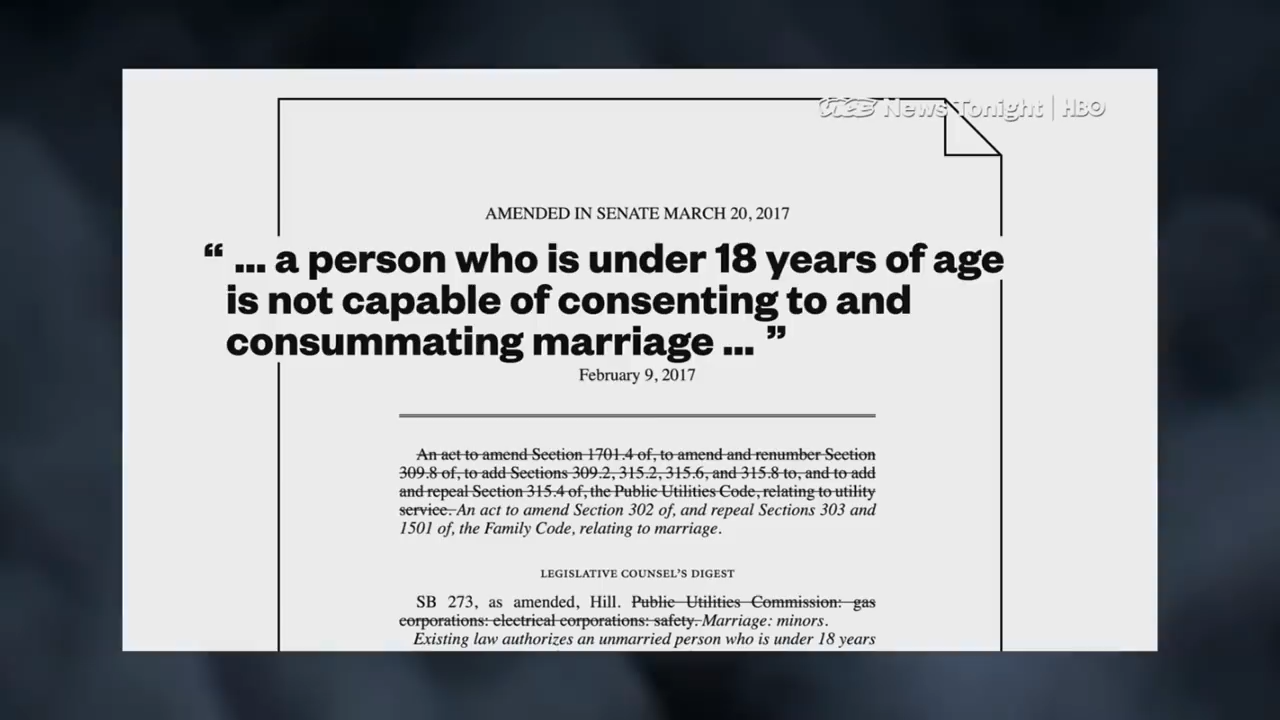 VICE News Tonight | HBO
AMENDED IN SENATE MARCH 20, 2017
“ ... a person who is under 18 years of age
is not capable of consenting to and
consummating marriage ... ”
February 9, 2017
An act to amend Section 1701.4 of, to amend and renumber Section
309.8 of, to add Sections 309.2, 315.2, 315.6, and 315.8 to, and to add
and repeal Section 315.4 of, the Public Utilities Code, relating to utility
service. An act to amend Section 302 of, and repeal Sections 303 and
1501 of, the Family Code, relating to marriage.
LEGISLATIVE COUNSEL’S DIGEST
SB 273, as amended, Hill. Public Utilities Commission: gas
corporations: electrical corporations: safety. Marriage: minors.
Existing law authorizes an unmarried person who is under 18 years